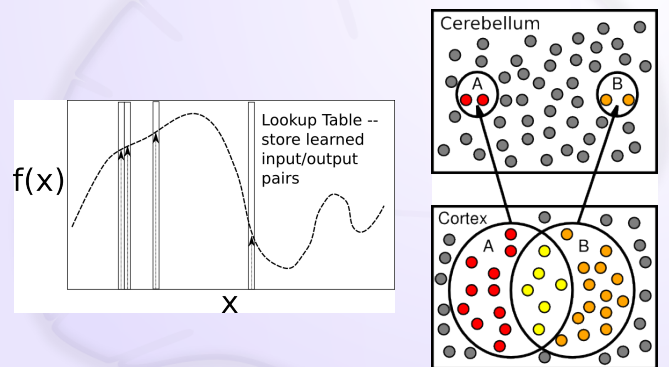 f(x)
Lookup Table --
store learned
input/output
pairs
x
Cerebellum
A
B
Cortex
A
B